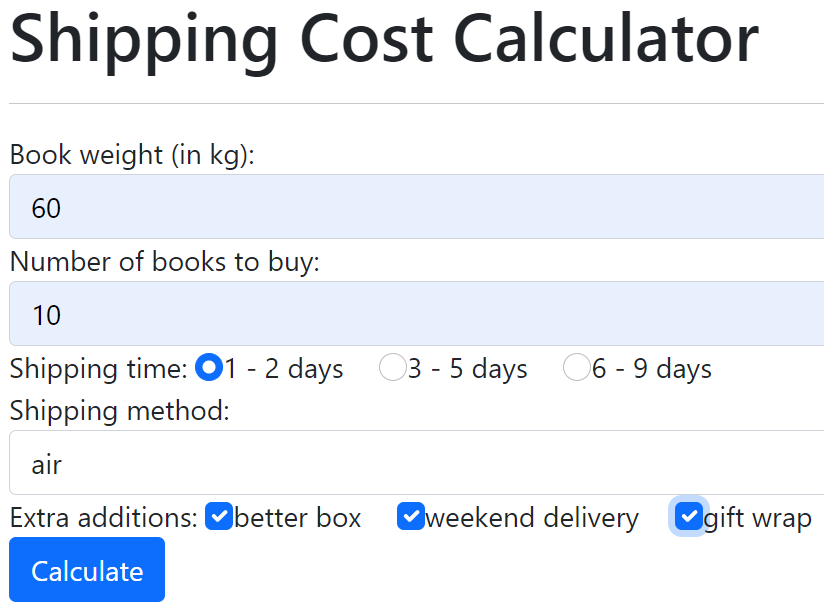 Shipping Cost Calculator
Book weight (in kg):
60
Number of books to buy:
10
Shipping time: 1 - 2 days 3 - 5 days 6 - 9 days
Shipping method:
air
Extra additions: better box weekend delivery gift wrap
Calculate